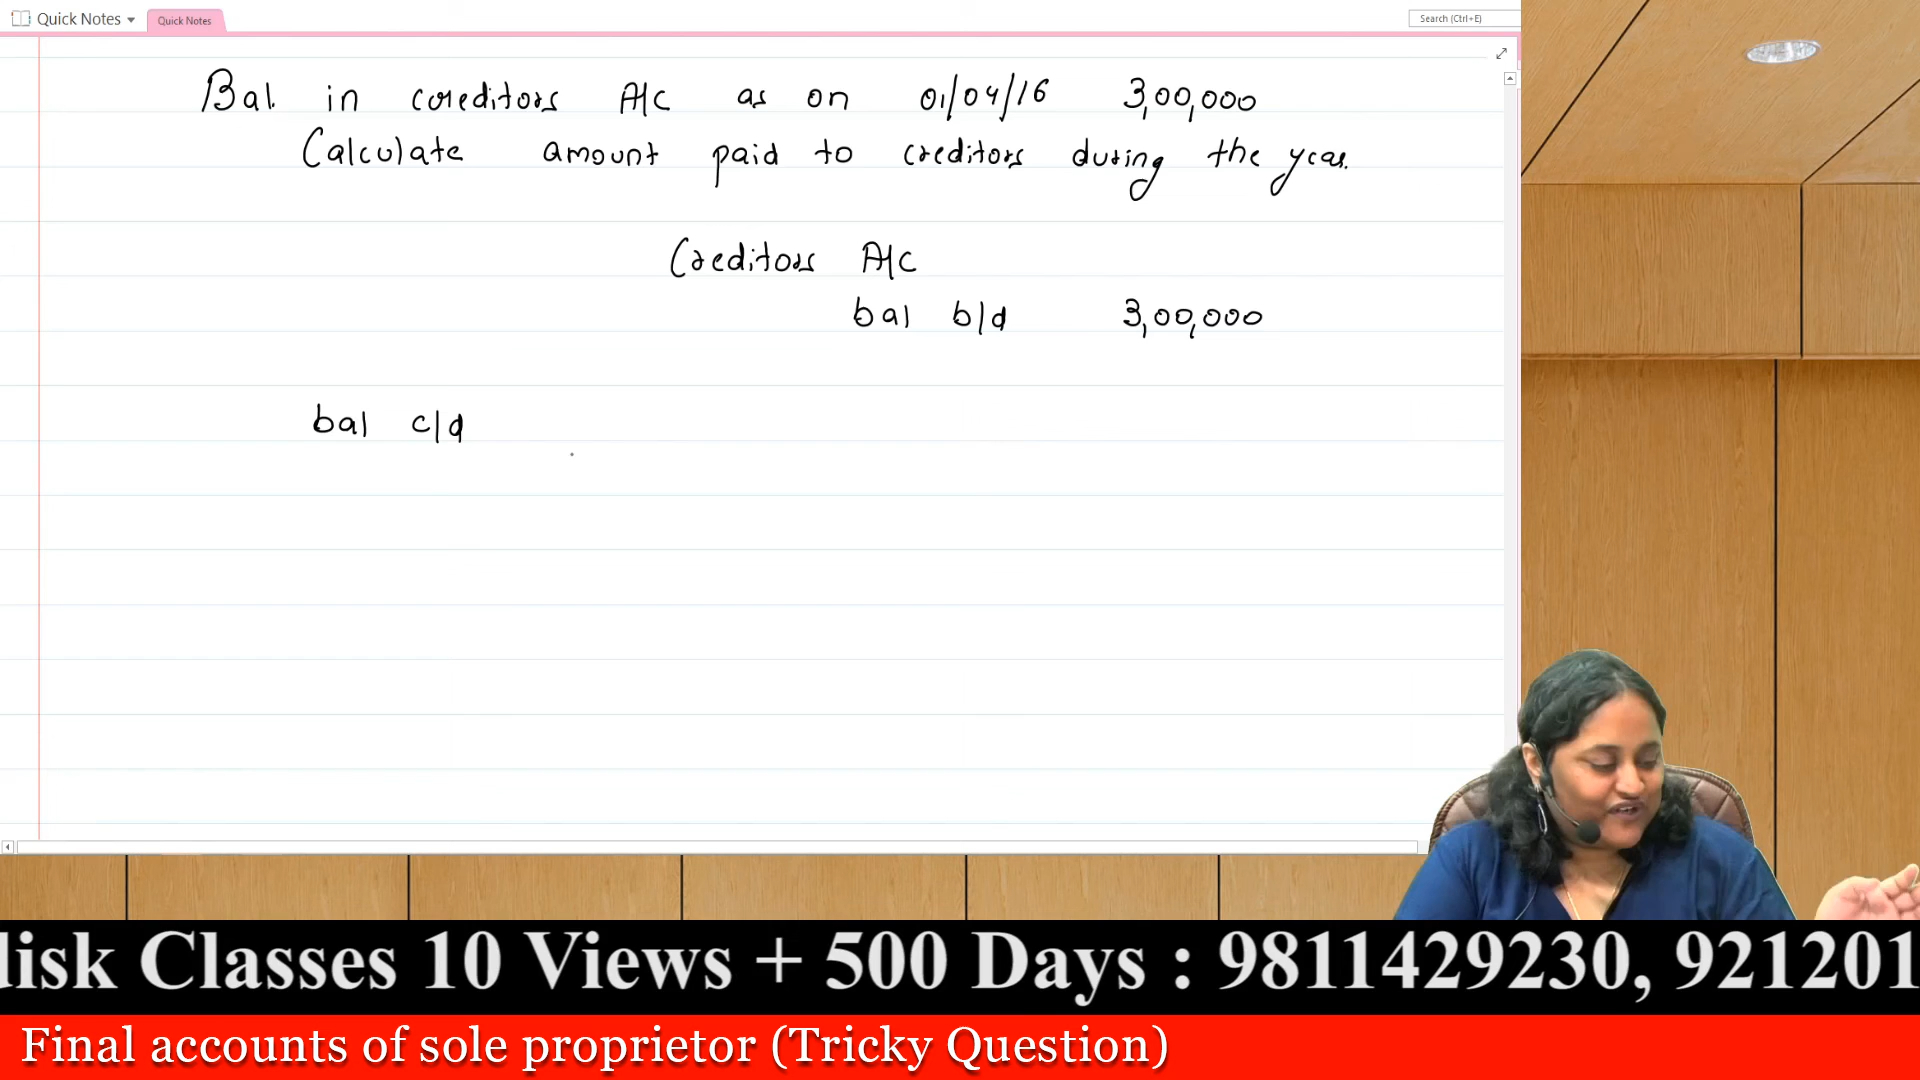 Quick Notes
Quick Notes
Search (Ctrl+E)
Bal. in creditors A/c as on 01/04/16 3,00,000
Calculate amount paid to creditors during the year.
Creditors A/c
bal b/d 3,00,000
bal c/d
disk Classes 10 Views + 500 Days : 9811429230, 921201
Final accounts of sole proprietor (Tricky Question)